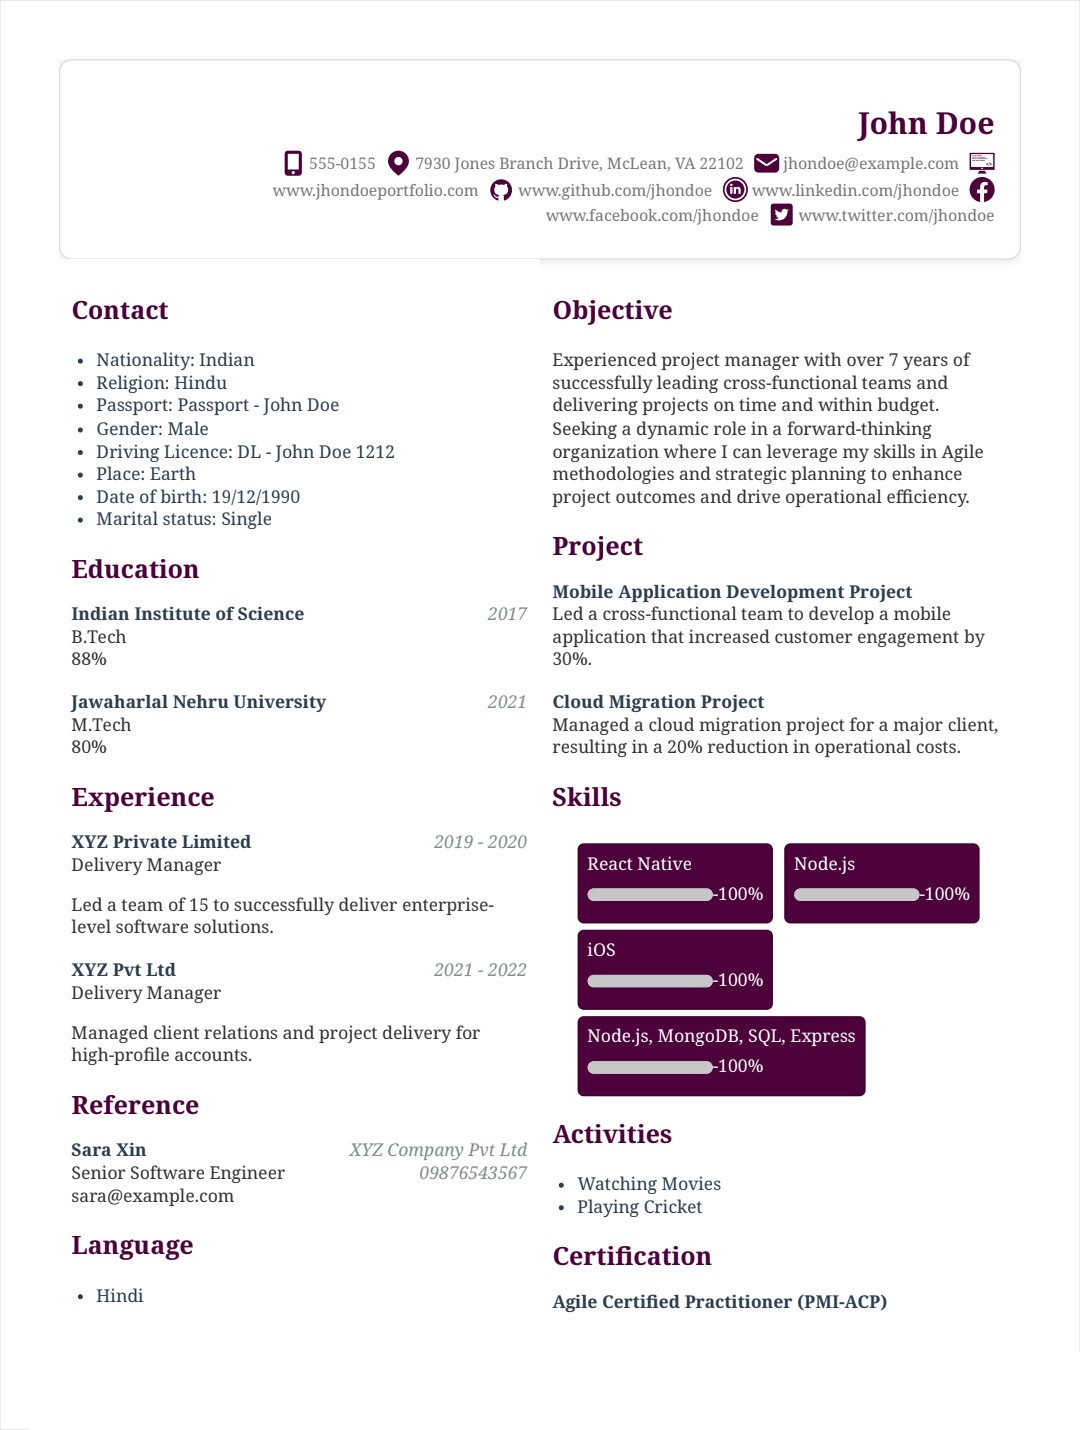 John Doe
555-0155 7930 Jones Branch Drive, McLean, VA 22102 jhondoe@example.com
www.jhondoeportfolio.com www.github.com/jhondoe www.linkedin.com/jhondoe
www.facebook.com/jhondoe www.twitter.com/jhondoe
Contact
• Nationality: Indian
• Religion: Hindu
• Passport: Passport - John Doe
• Gender: Male
• Driving Licence: DL - John Doe 1212
• Place: Earth
• Date of birth: 19/12/1990
• Marital status: Single
Education
Indian Institute of Science 2017
B.Tech
88%
Jawaharlal Nehru University 2021
M.Tech
80%
Experience
XYZ Private Limited 2019 - 2020
Delivery Manager
Led a team of 15 to successfully deliver enterprise-
level software solutions.
XYZ Pvt Ltd 2021 - 2022
Delivery Manager
Managed client relations and project delivery for
high-profile accounts.
Reference
Sara Xin XYZ Company Pvt Ltd
Senior Software Engineer 09876543567
sara@example.com
Language
• Hindi
Objective
Experienced project manager with over 7 years of
successfully leading cross-functional teams and
delivering projects on time and within budget.
Seeking a dynamic role in a forward-thinking
organization where I can leverage my skills in Agile
methodologies and strategic planning to enhance
project outcomes and drive operational efficiency.
Project
Mobile Application Development Project
Led a cross-functional team to develop a mobile
application that increased customer engagement by
30%.
Cloud Migration Project
Managed a cloud migration project for a major client,
resulting in a 20% reduction in operational costs.
Skills
React Native Node.js
-100% -100%
iOS
-100%
Node.js, MongoDB, SQL, Express
-100%
Activities
• Watching Movies
• Playing Cricket
Certification
Agile Certified Practitioner (PMI-ACP)